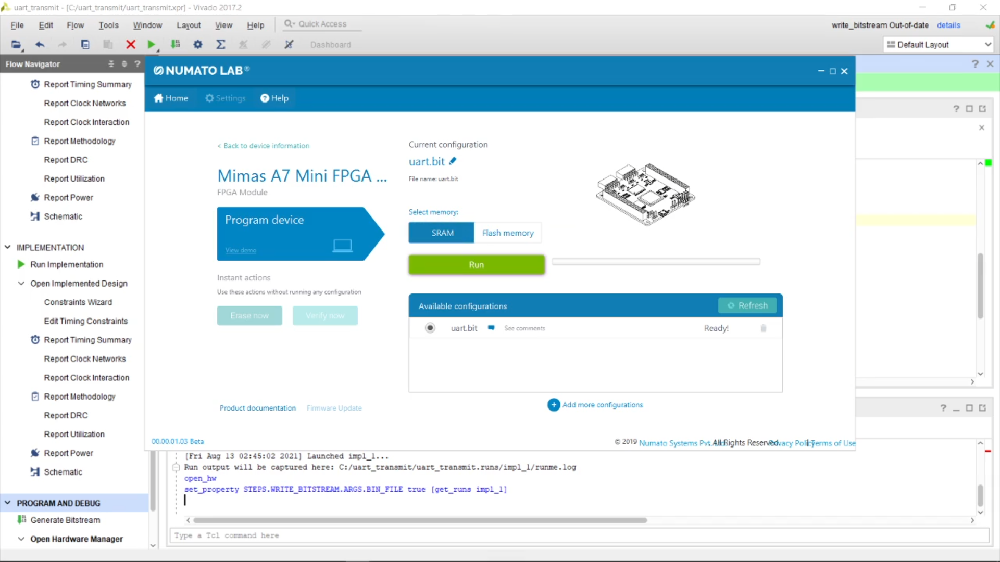 uart_transmit - [C:/uart_transmit/uart_transmit.xpr] - Vivado 2017.2
File Edit Flow Tools Window Layout View Help Quick Access
write_bitstream Out-of-date details
Dashboard
Default Layout
Flow Navigator
Report Timing Summary
Report Clock Networks
Report Clock Interaction
Report Methodology
Report DRC
Report Utilization
Report Power
Schematic
IMPLEMENTATION
Run Implementation
Open Implemented Design
Constraints Wizard
Edit Timing Constraints
Report Timing Summary
Report Clock Networks
Report Clock Interaction
Report Methodology
Report DRC
Report Utilization
Report Power
Schematic
PROGRAM AND DEBUG
Generate Bitstream
Open Hardware Manager
NUMATO LAB®
Home Settings Help
< Back to device information
Mimas A7 Mini FPGA ...
FPGA Module
Program device
View demo
Instant actions
Use these actions without running any configuration
Erase now Verify now
Product documentation Firmware Update
Current configuration
uart.bit
File name: uart.bit
Select memory:
SRAM Flash memory
Run
Available configurations Refresh
uart.bit See comments Ready!
Add more configurations
00.00.01.03 Beta
© 2019 Numato Systems Pvt. All Rights Reserved. Privacy Policy | Terms of Use
[Fri Aug 13 02:45:02 2021] Launched impl_1...
Run output will be captured here: C:/uart_transmit/uart_transmit.runs/impl_1/runme.log
open_hw
set_property STEPS.WRITE_BITSTREAM.ARGS.BIN_FILE true [get_runs impl_1]
Type a Tcl command here